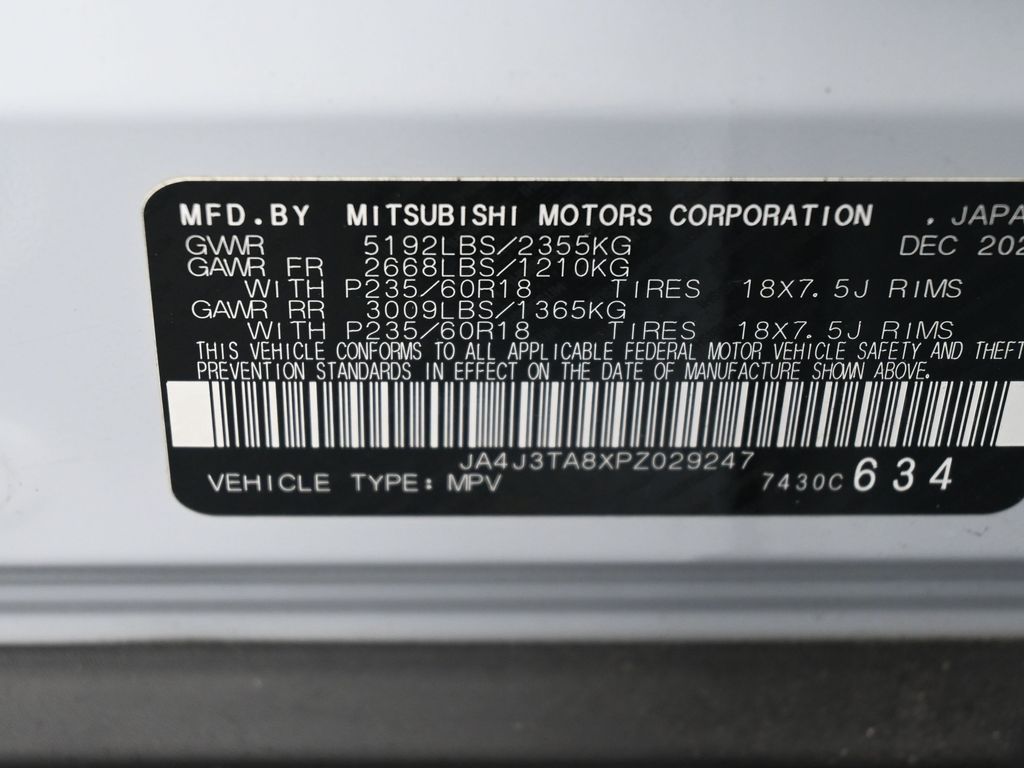 MFD.BY MITSUBISHI MOTORS CORPORATION , JAPA
GVWR 5192LBS/2355KG DEC 202
GAWR FR 2668LBS/1210KG
WITH P235/60R18 TIRES 18X7.5J RIMS
GAWR RR 3009LBS/1365KG
WITH P235/60R18 TIRES 18X7.5J RIMS
THIS VEHICLE CONFORMS TO ALL APPLICABLE FEDERAL MOTOR VEHICLE SAFETY AND THEFT
PREVENTION STANDARDS IN EFFECT ON THE DATE OF MANUFACTURE SHOWN ABOVE.
JA4J3TA8XPZ029247
VEHICLE TYPE: MPV 7430C 634